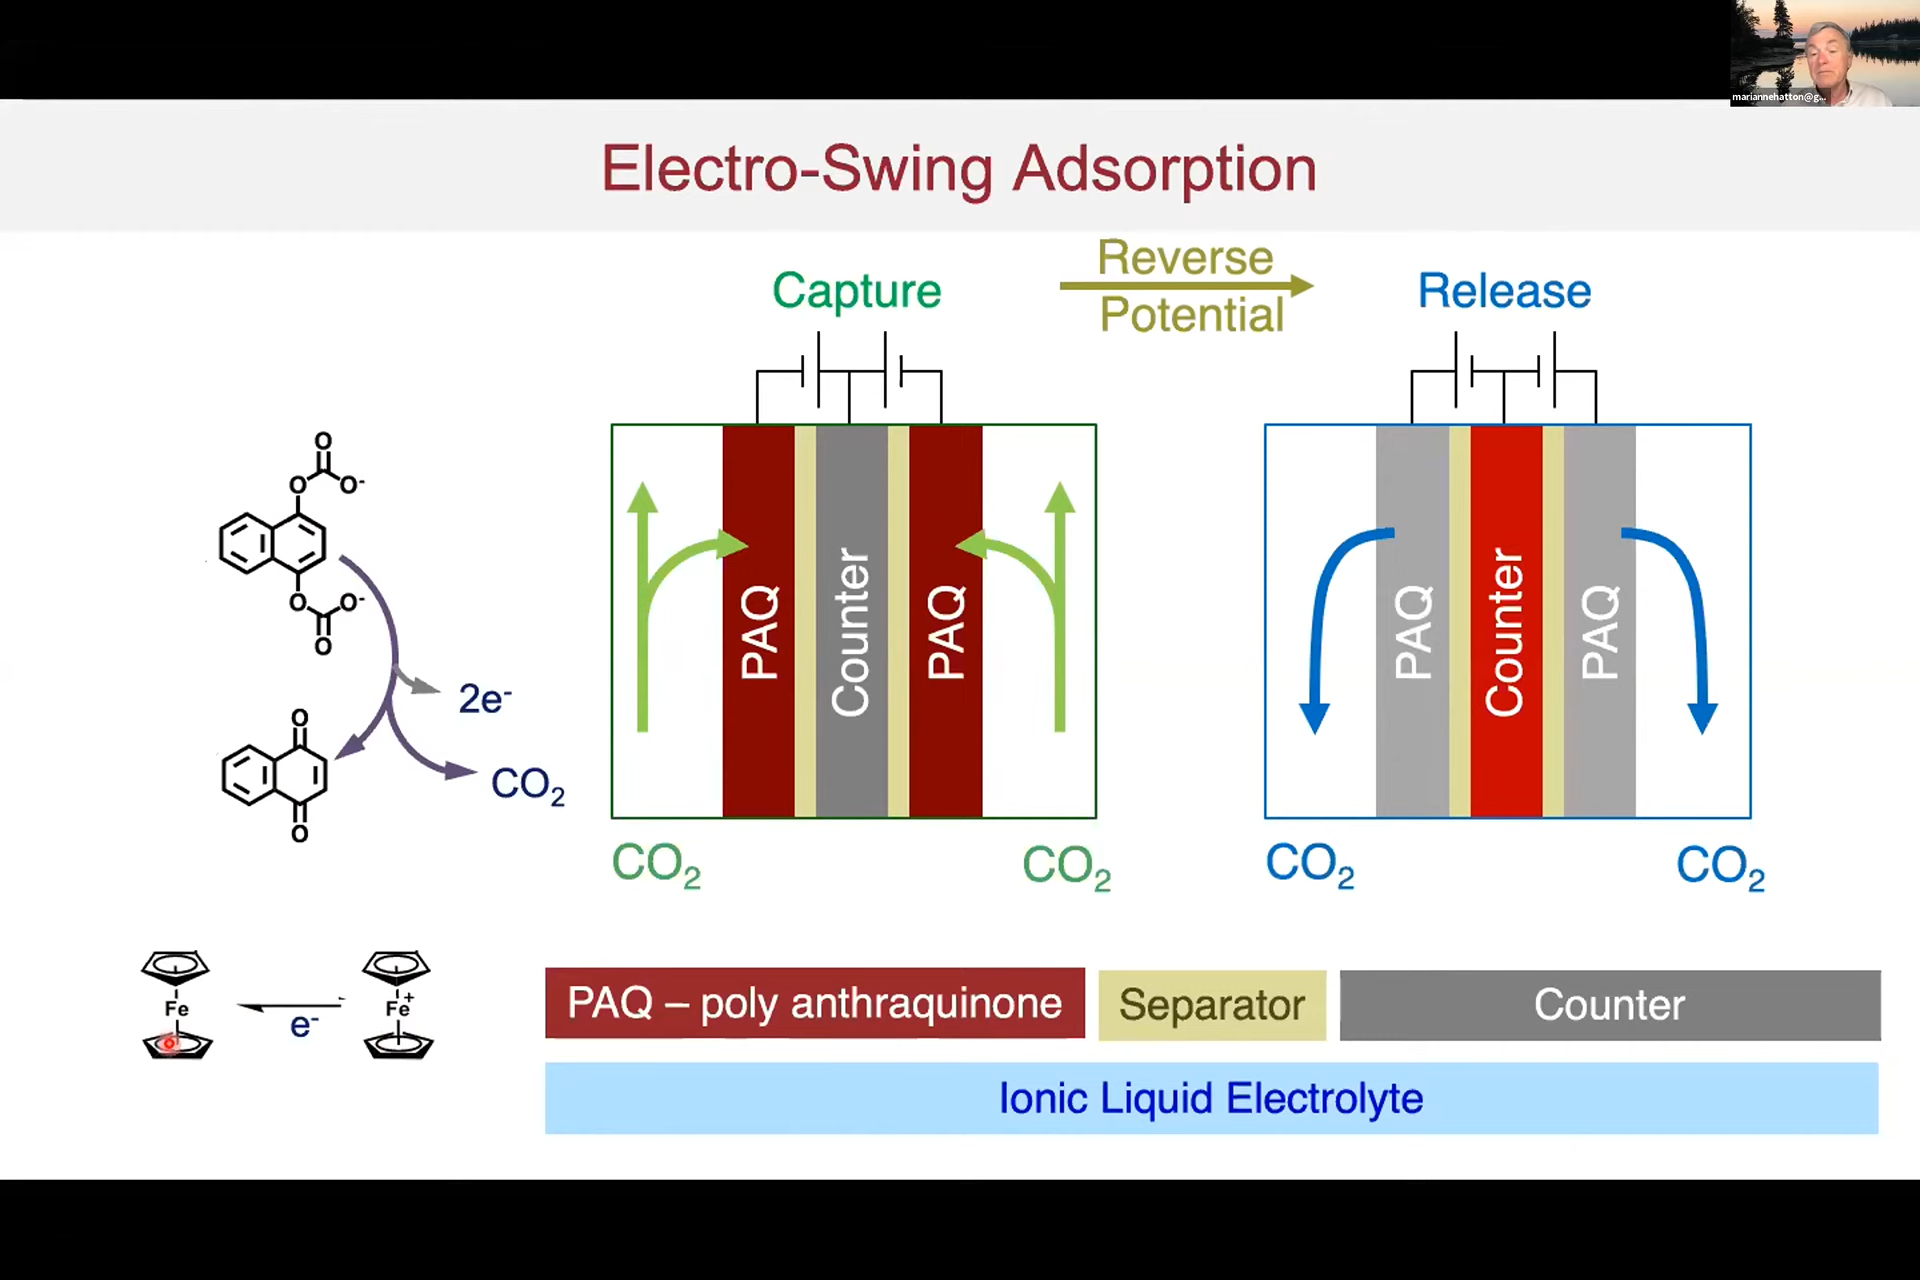 mariannehatton@g...
Electro-Swing Adsorption
Capture
Reverse
Potential
Release
O
O
O-
O
O-
O
2e-
O
O
CO2
PAQ
Counter
PAQ
PAQ
Counter
PAQ
CO2
CO2
CO2
CO2
Fe
e-
Fe+
PAQ – poly anthraquinone
Separator
Counter
Ionic Liquid Electrolyte